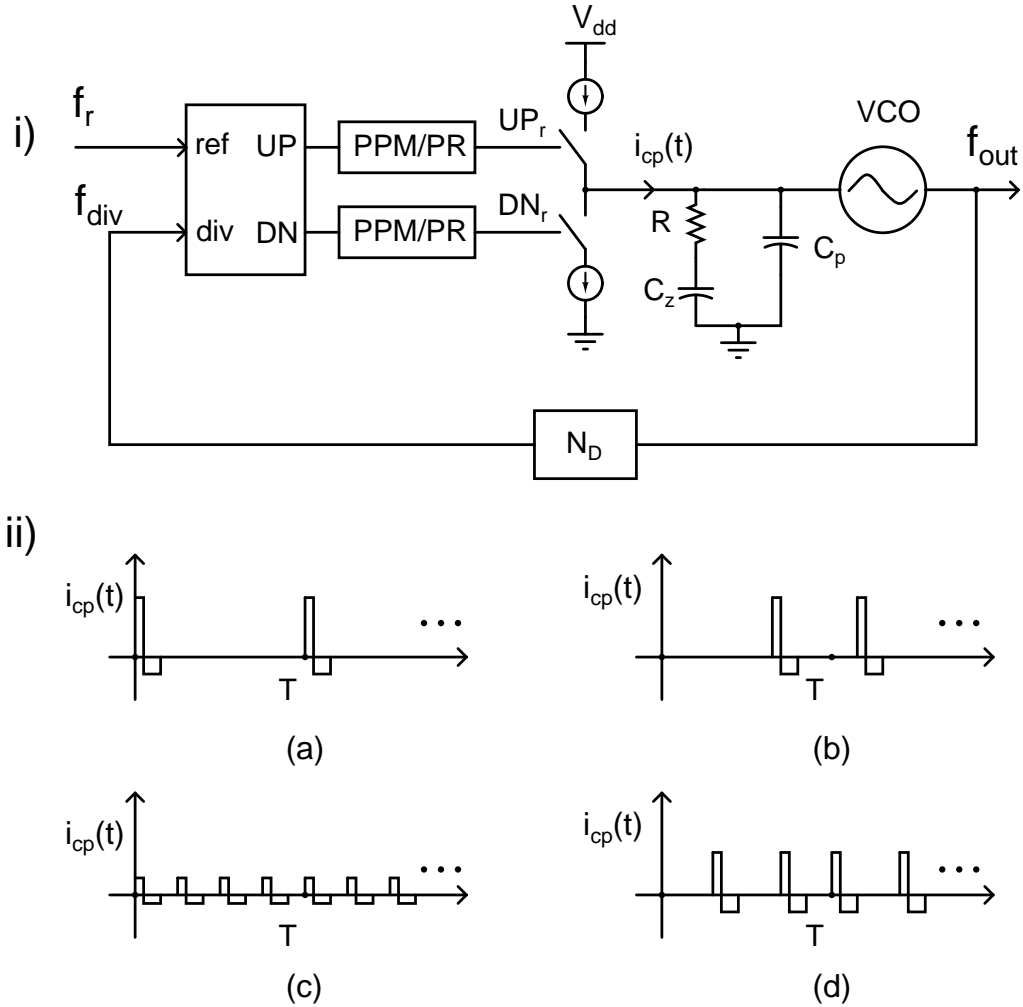 i)
f_r
f_div
ref UP
div DN
PPM/PR
PPM/PR
UP_r
DN_r
V_dd
i_cp(t)
R
C_z
C_p
VCO
f_out
N_D
ii)
i_cp(t)
T
...
(a)
i_cp(t)
T
...
(b)
i_cp(t)
T
...
(c)
i_cp(t)
T
...
(d)